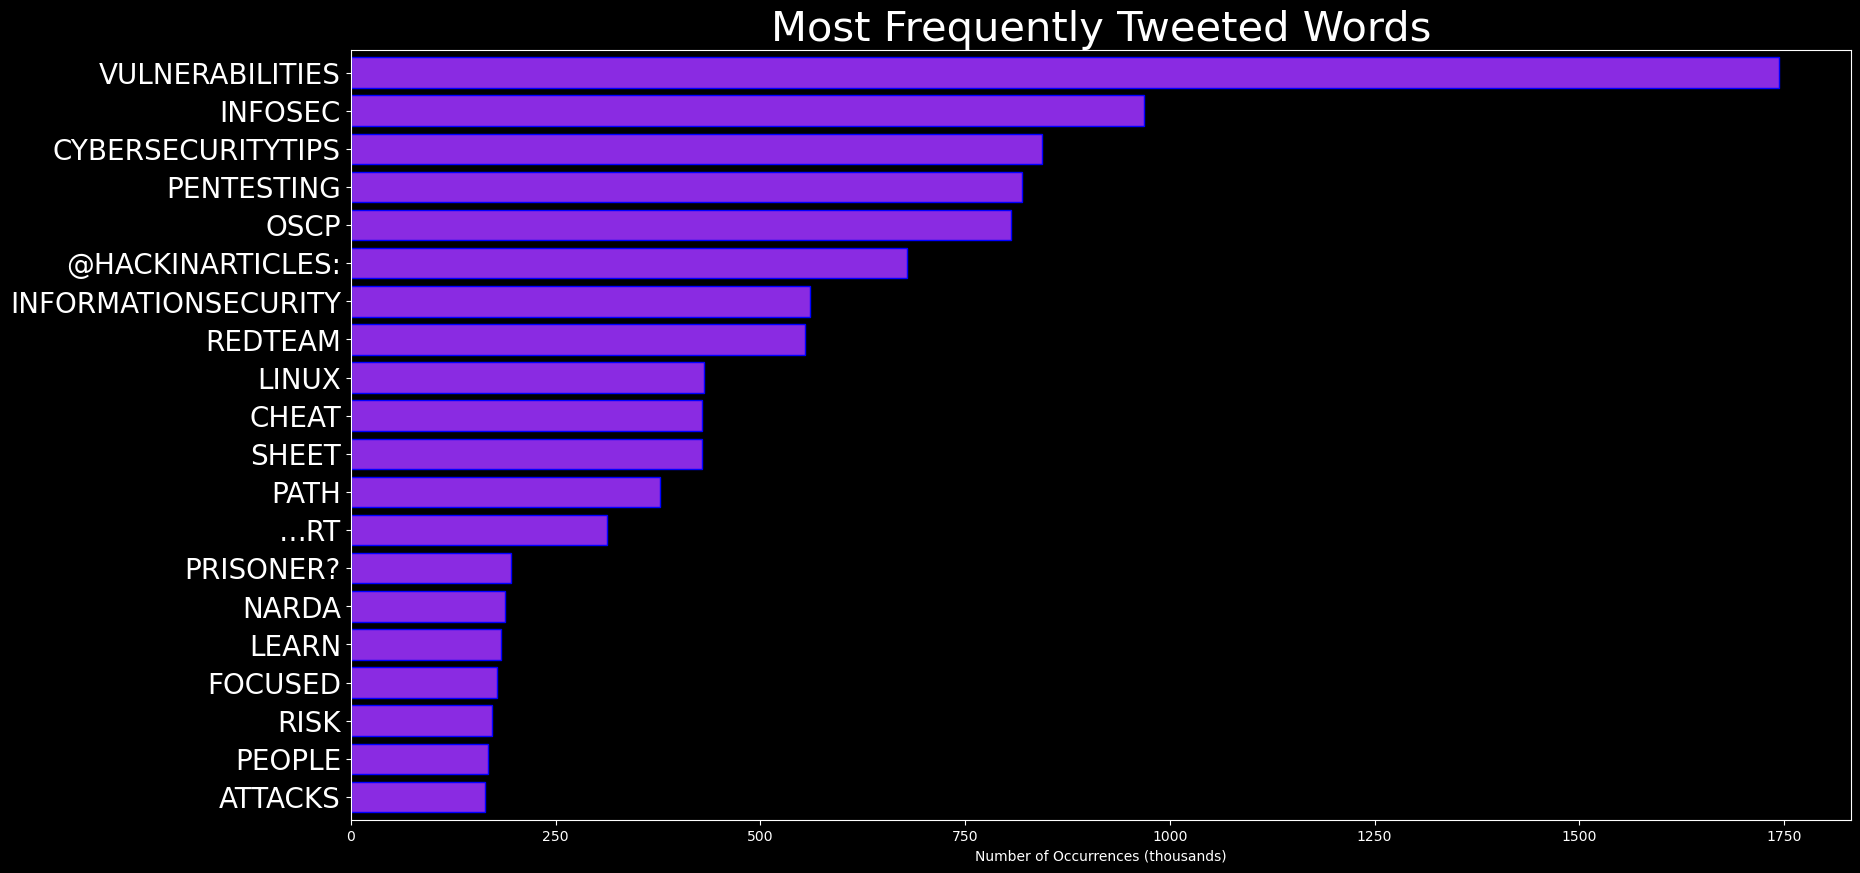 Most Frequently Tweeted Words
VULNERABILITIES
INFOSEC
CYBERSECURITYTIPS
PENTESTING
OSCP
@HACKINARTICLES:
INFORMATIONSECURITY
REDTEAM
LINUX
CHEAT
SHEET
PATH
…RT
PRISONER?
NARDA
LEARN
FOCUSED
RISK
PEOPLE
ATTACKS
0 250 500 750 1000 1250 1500 1750
Number of Occurrences (thousands)